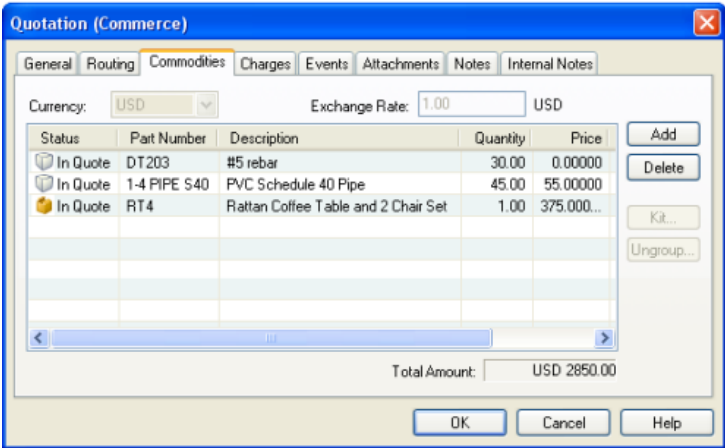 Quotation (Commerce)
General Routing Commodities Charges Events Attachments Notes Internal Notes
Currency: USD Exchange Rate: 1.00 USD
Status Part Number Description Quantity Price
In Quote DT203 #5 rebar 30.00 0.00000
In Quote 1-4 PIPE S40 PVC Schedule 40 Pipe 45.00 55.00000
In Quote RT4 Rattan Coffee Table and 2 Chair Set 1.00 375.000...
Add
Delete
Kit...
Ungroup...
Total Amount: USD 2850.00
OK Cancel Help